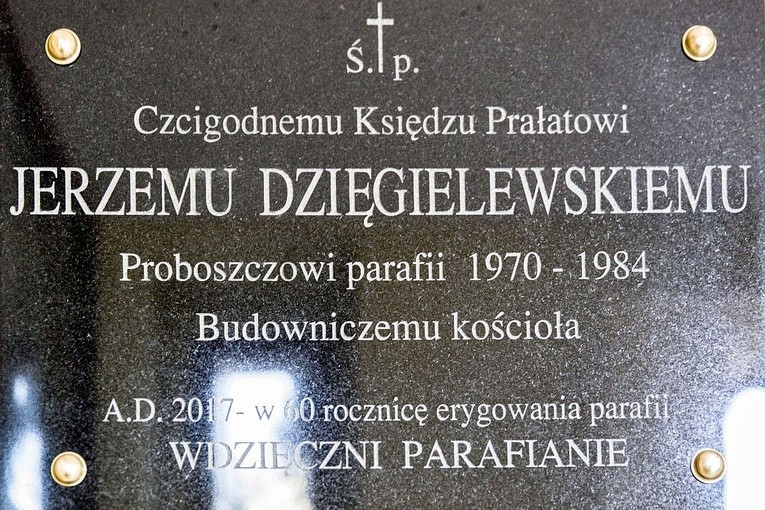 Ś. p.
Czcigodnemu Księdzu Prałatowi
JERZEMU DZIĘGIELEWSKIEMU
Proboszczowi parafii 1970 - 1984
Budowniczemu kościoła
A.D. 2017- w 60 rocznicę erygowania parafii
WDZIĘCZNI PARAFIANIE